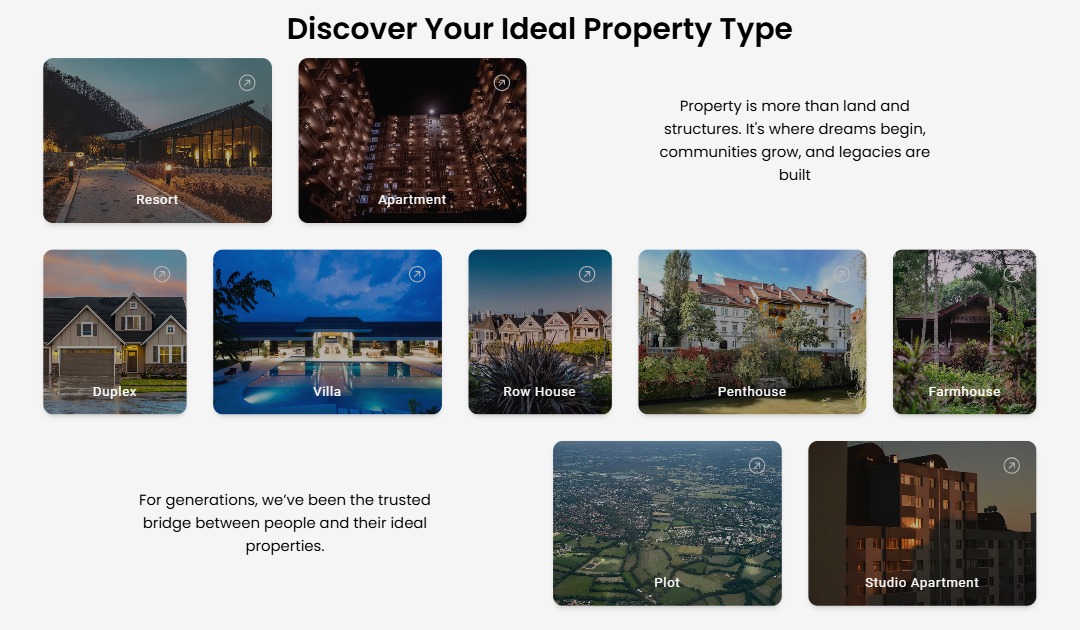 Discover Your Ideal Property Type
Resort
Apartment
Property is more than land and
structures. It's where dreams begin,
communities grow, and legacies are
built
Duplex
Villa
Row House
Penthouse
Farmhouse
For generations, we’ve been the trusted
bridge between people and their ideal
properties.
Plot
Studio Apartment